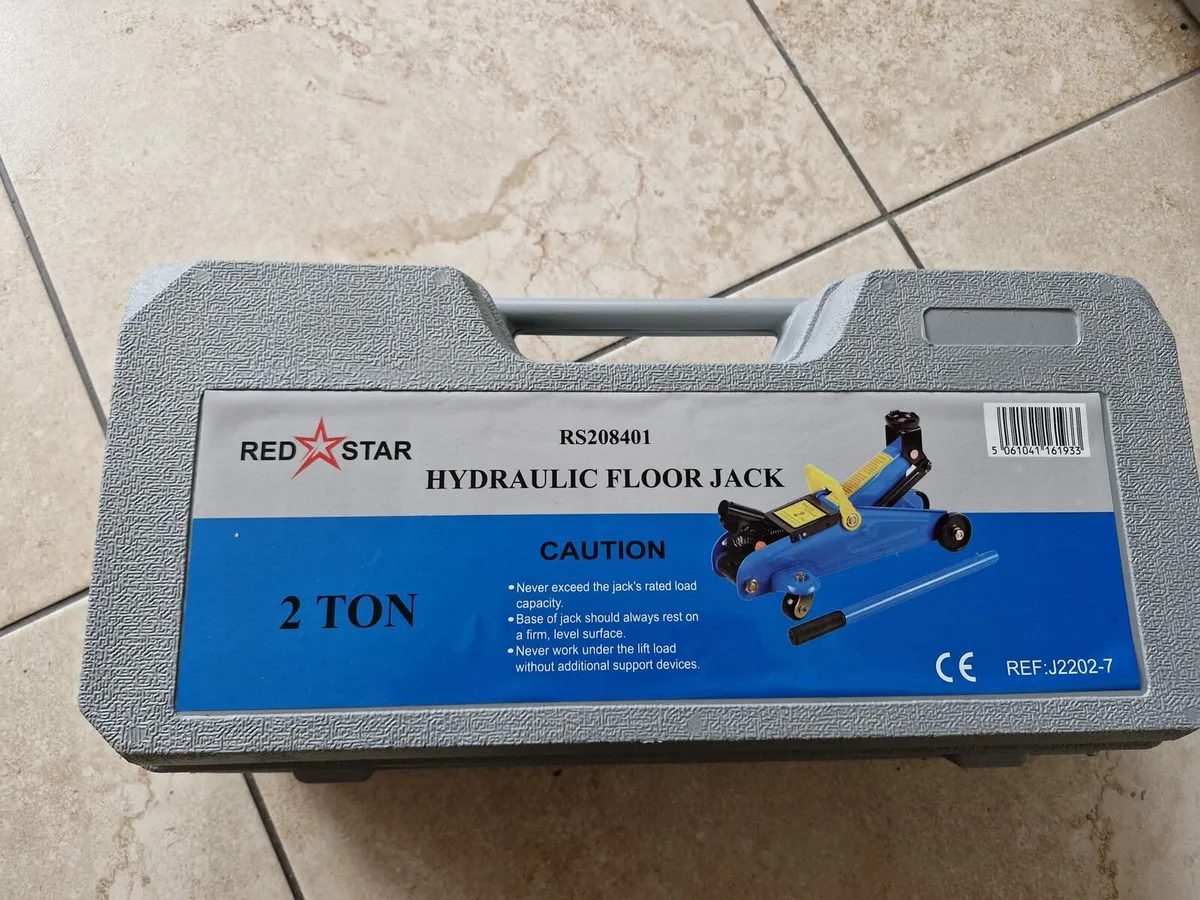 RED STAR
RS208401
HYDRAULIC FLOOR JACK
5 061041 161933
2 TON
CAUTION
• Never exceed the jack's rated load
capacity.
• Base of jack should always rest on
a firm, level surface.
• Never work under the lift load
without additional support devices.
2
CE
REF:J2202-7